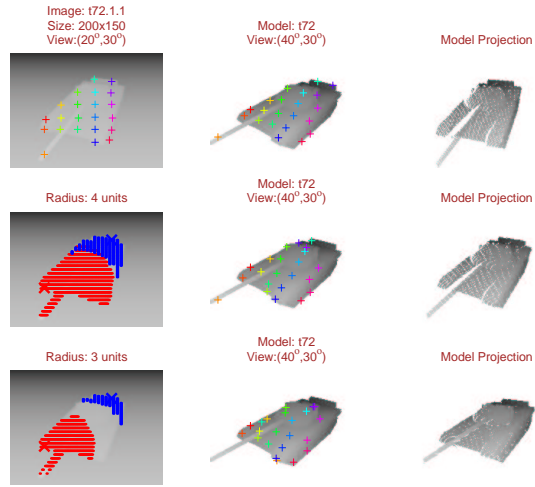 Image: t72.1.1
Size: 200x150
View:(20°,30°)
Model: t72
View:(40°,30°)
Model Projection
Radius: 4 units
Model: t72
View:(40°,30°)
Model Projection
Radius: 3 units
Model: t72
View:(40°,30°)
Model Projection